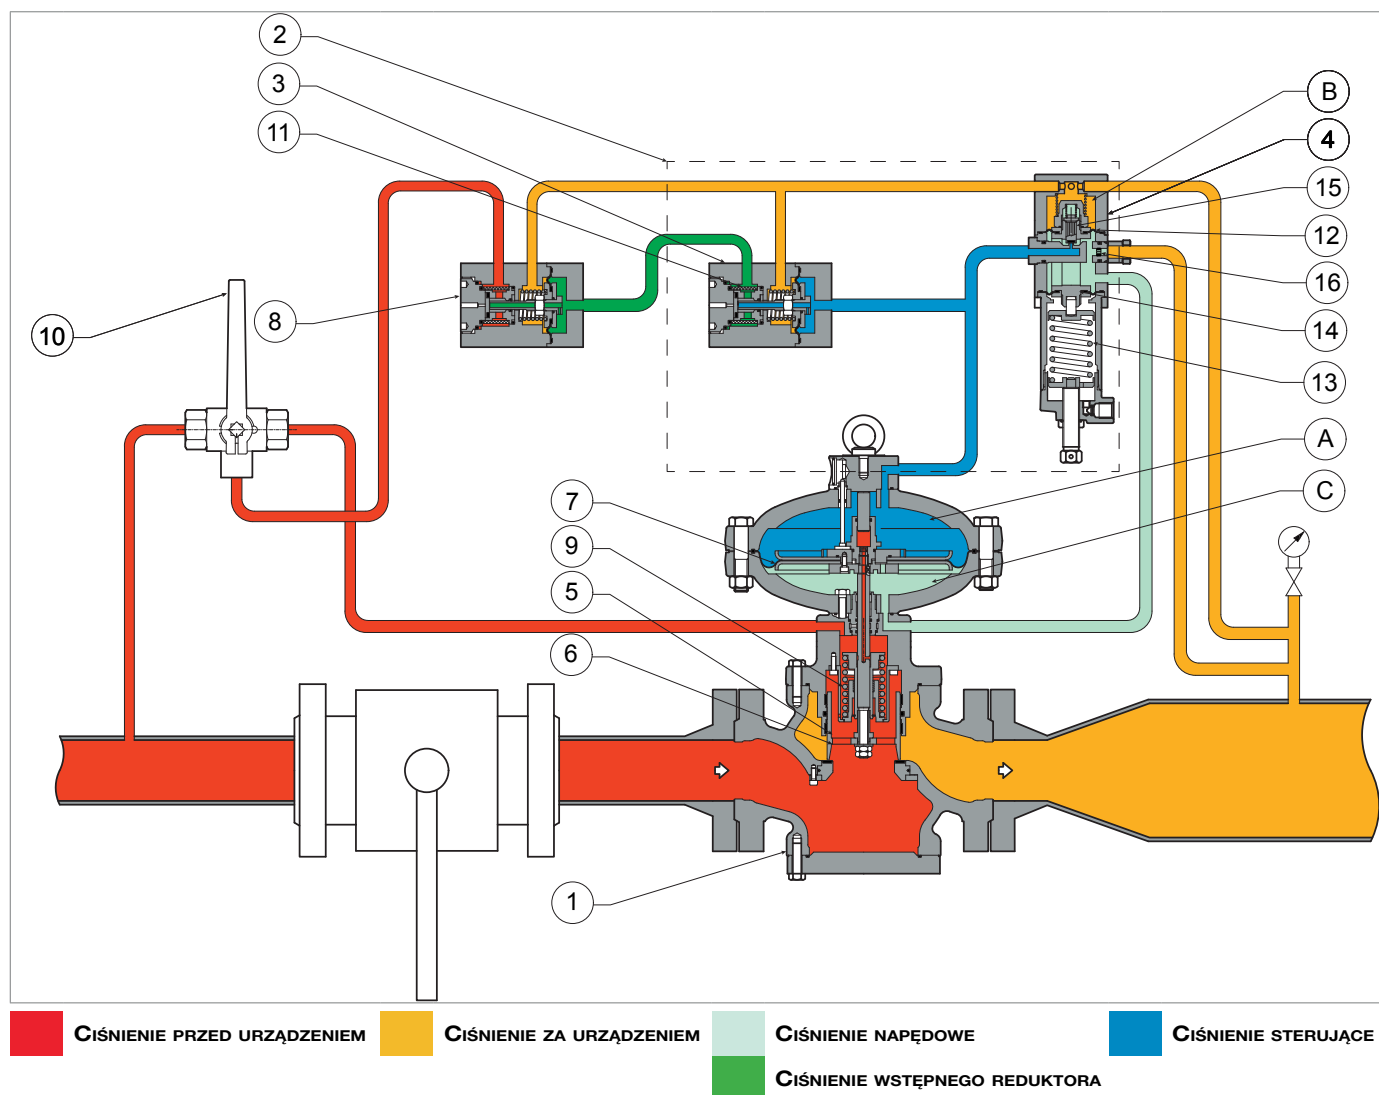 2
3
11
B
4
15
12
16
14
13
10
8
A
C
7
9
5
6
1
CIŚNIENIE PRZED URZĄDZENIEM
CIŚNIENIE ZA URZĄDZENIEM
CIŚNIENIE NAPĘDOWE
CIŚNIENIE STERUJĄCE
CIŚNIENIE WSTĘPNEGO REDUKTORA